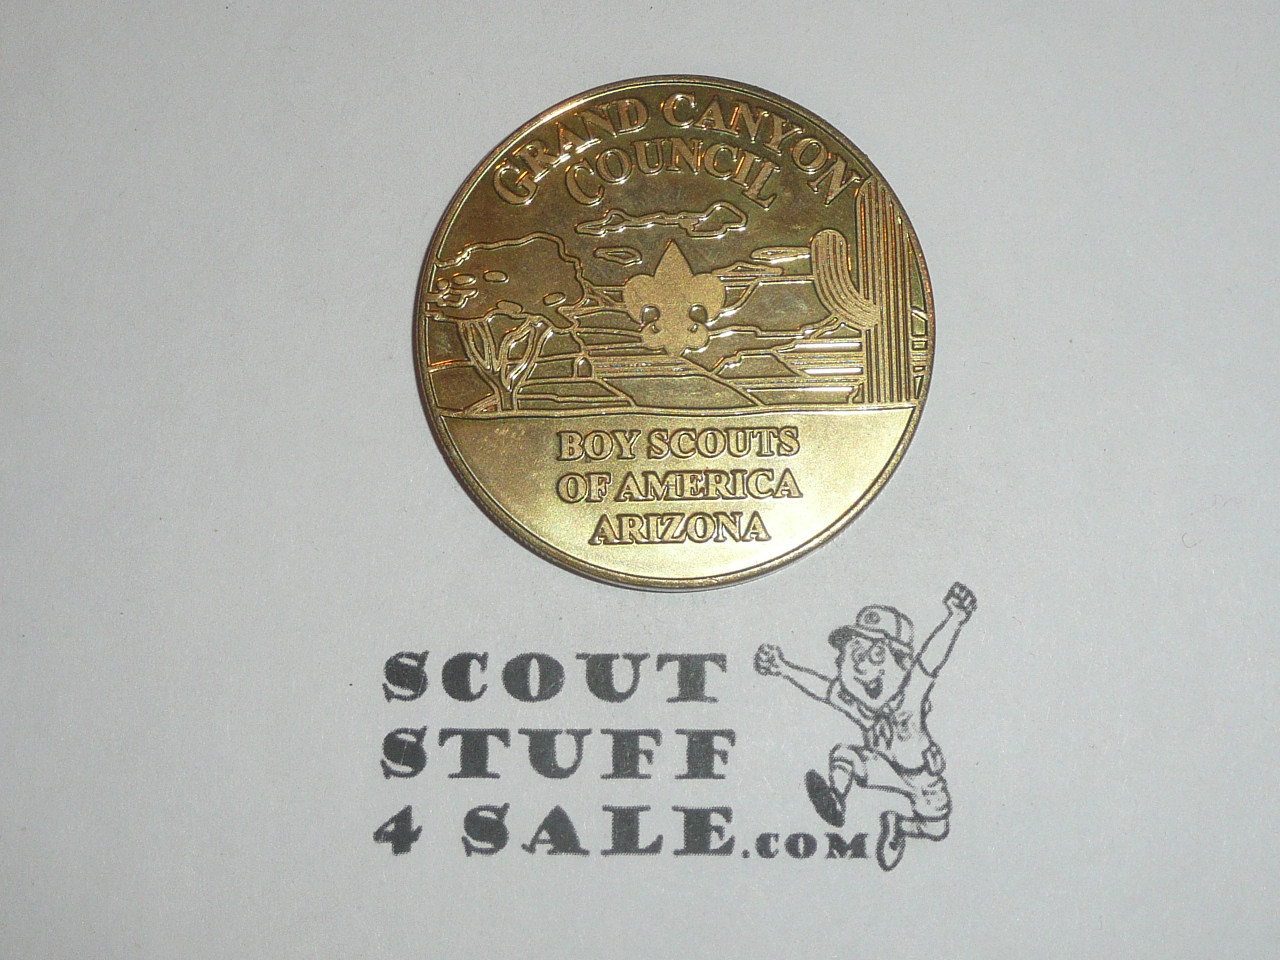 GRAND CANYON
COUNCIL
BOY SCOUTS
OF AMERICA
ARIZONA
SCOUT
STUFF
4 SALE.COM